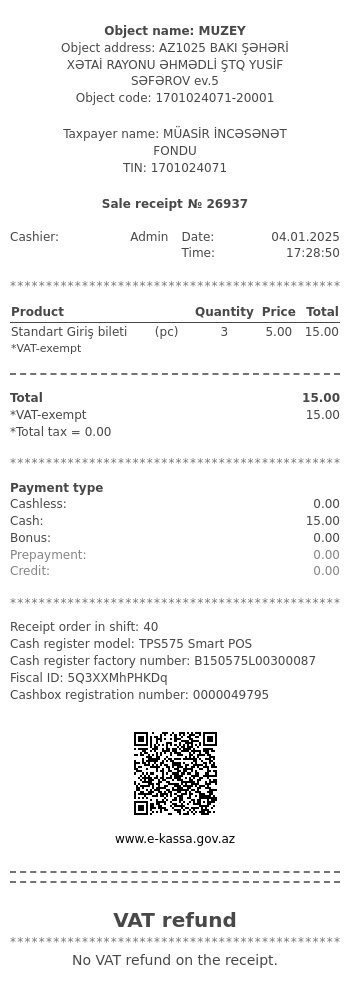 Object name: MUZEY
Object address: AZ1025 BAKI ŞƏHƏRİ
XƏTAİ RAYONU ƏHMƏDLİ ŞTQ YUSİF
SƏFƏROV ev.5
Object code: 1701024071-20001
Taxpayer name: MÜASİR İNCƏSƏNƏT
FONDU
TIN: 1701024071
Sale receipt № 26937
Cashier: Admin Date: 04.01.2025
Time: 17:28:50
**********************************************
Product Quantity Price Total
Standart Giriş bileti (pc) 3 5.00 15.00
*VAT-exempt
Total 15.00
*VAT-exempt 15.00
*Total tax = 0.00
**********************************************
Payment type
Cashless: 0.00
Cash: 15.00
Bonus: 0.00
Prepayment: 0.00
Credit: 0.00
**********************************************
Receipt order in shift: 40
Cash register model: TPS575 Smart POS
Cash register factory number: B150575L00300087
Fiscal ID: 5Q3XXMhPHKDq
Cashbox registration number: 0000049795
www.e-kassa.gov.az
VAT refund
**********************************************
No VAT refund on the receipt.